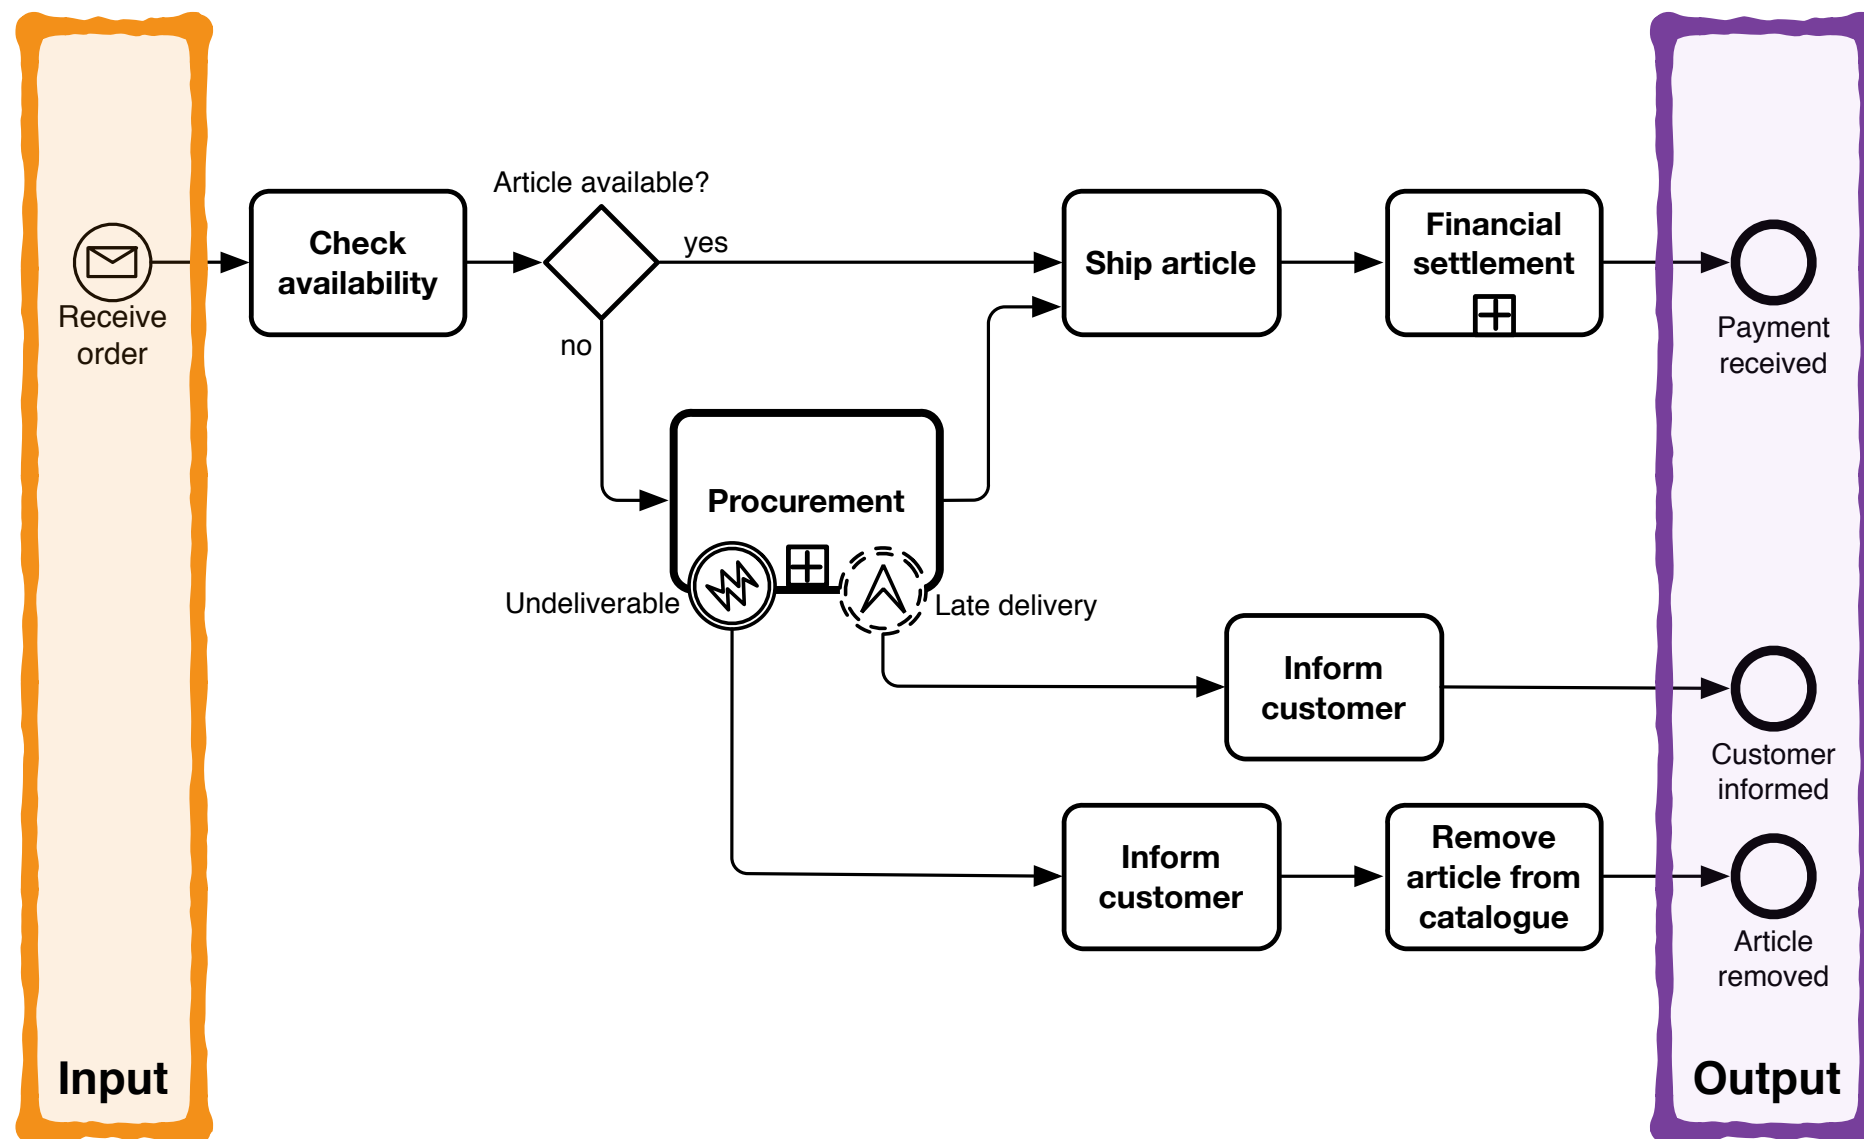 Article available?
yes
no
Receive
order
Check
availability
Ship article
Financial
settlement
Payment
received
Procurement
Undeliverable
Late delivery
Inform
customer
Customer
informed
Inform
customer
Remove
article from
catalogue
Article
removed
Input
Output